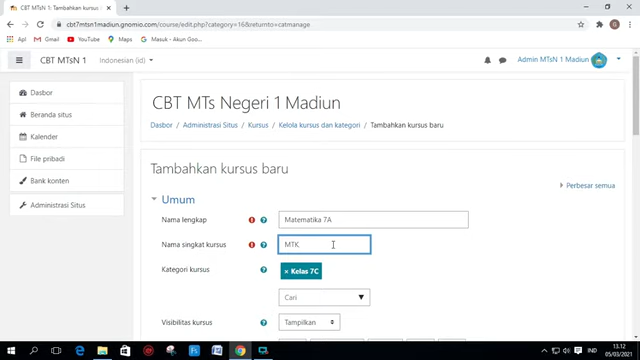 MTSN 1 MADIUN: Tambahkan kursu
cbt7mtsn1madiun.gnomio.com/course/edit.php?category=16&returnto=catmanage
Apl
Gmail
YouTube
Maps
Masuk - Akun Goo...
CBT MTsN 1
Indonesian (id)
Admin MTsN 1 Madiun
Dasbor
Beranda situs
Kalender
File pribadi
Bank konten
Administrasi Situs
CBT MTs Negeri 1 Madiun
Dasbor / Administrasi Situs / Kursus / Kelola kursus dan kategori / Tambahkan kursus baru
Tambahkan kursus baru
Perbesar semua
Umum
Nama lengkap
Matematika 7A
Nama singkat kursus
MTK
Kategori kursus
× Kelas 7C
Cari
Visibilitas kursus
Tampilkan
IND
13.12
05/03/2021